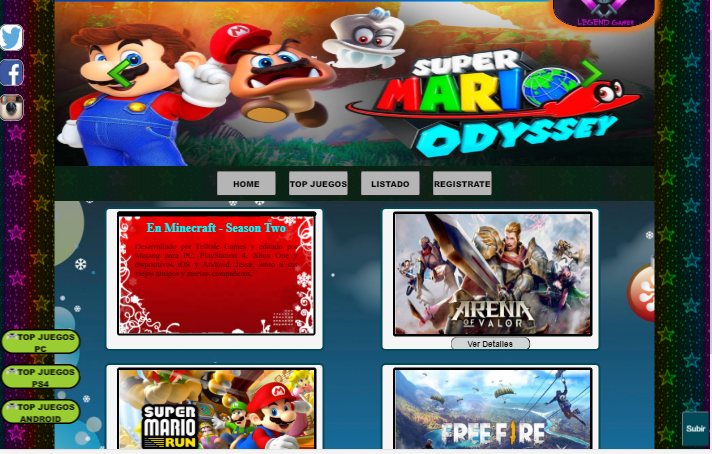 LEGEND GAMES
SUPER
MARIO
ODYSSEY
HOME
TOP JUEGOS
LISTADO
REGISTRATE
En Minecraft - Season Two
Desarrollado por Telltale Games y editado por
Mojang para PC, PlayStation 4, Xbox One y
dispositivos iOS y Android. Jesse, junto a sus
viejos amigos y nuevos compañeros,
ARENA
OF VALOR
Ver Detalles
TOP JUEGOS
PC
TOP JUEGOS
PS4
TOP JUEGOS
ANDROID
SUPER
MARIO
RUN
FREE FIRE
Subir